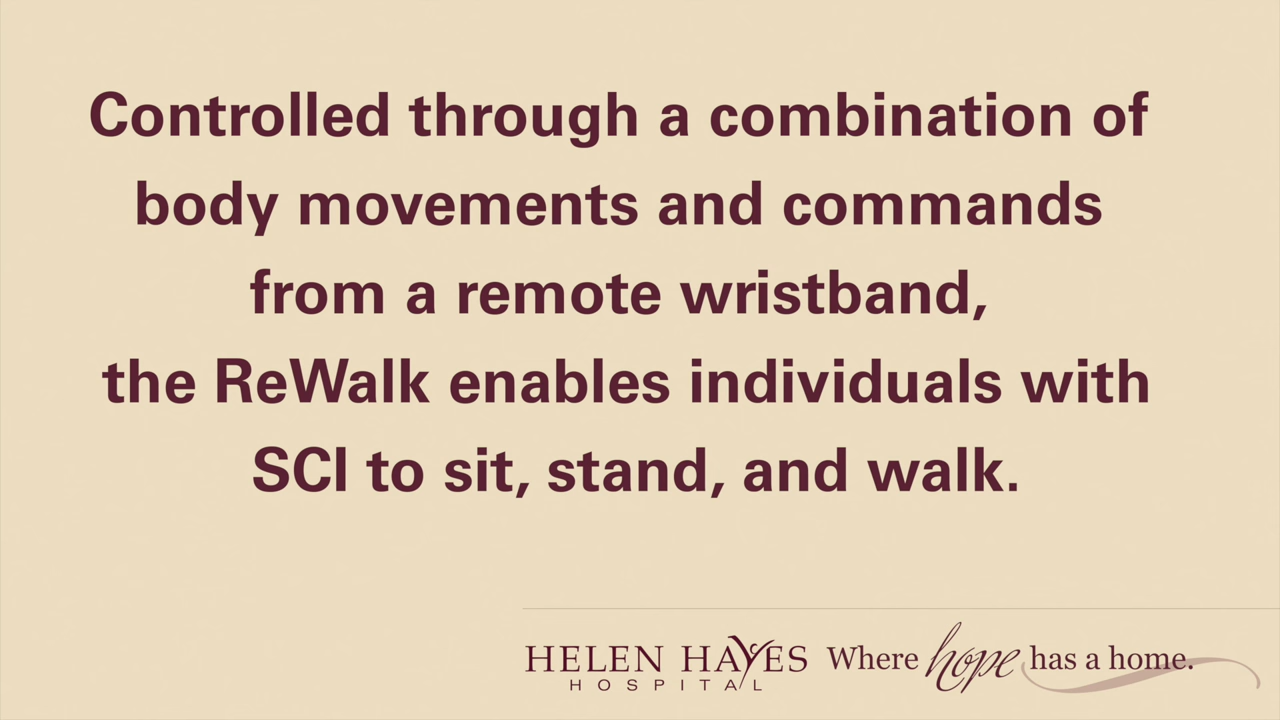 Controlled through a combination of
body movements and commands
from a remote wristband,
the ReWalk enables individuals with
SCI to sit, stand, and walk.
HELEN HAYES
HOSPITAL
Where hope has a home.